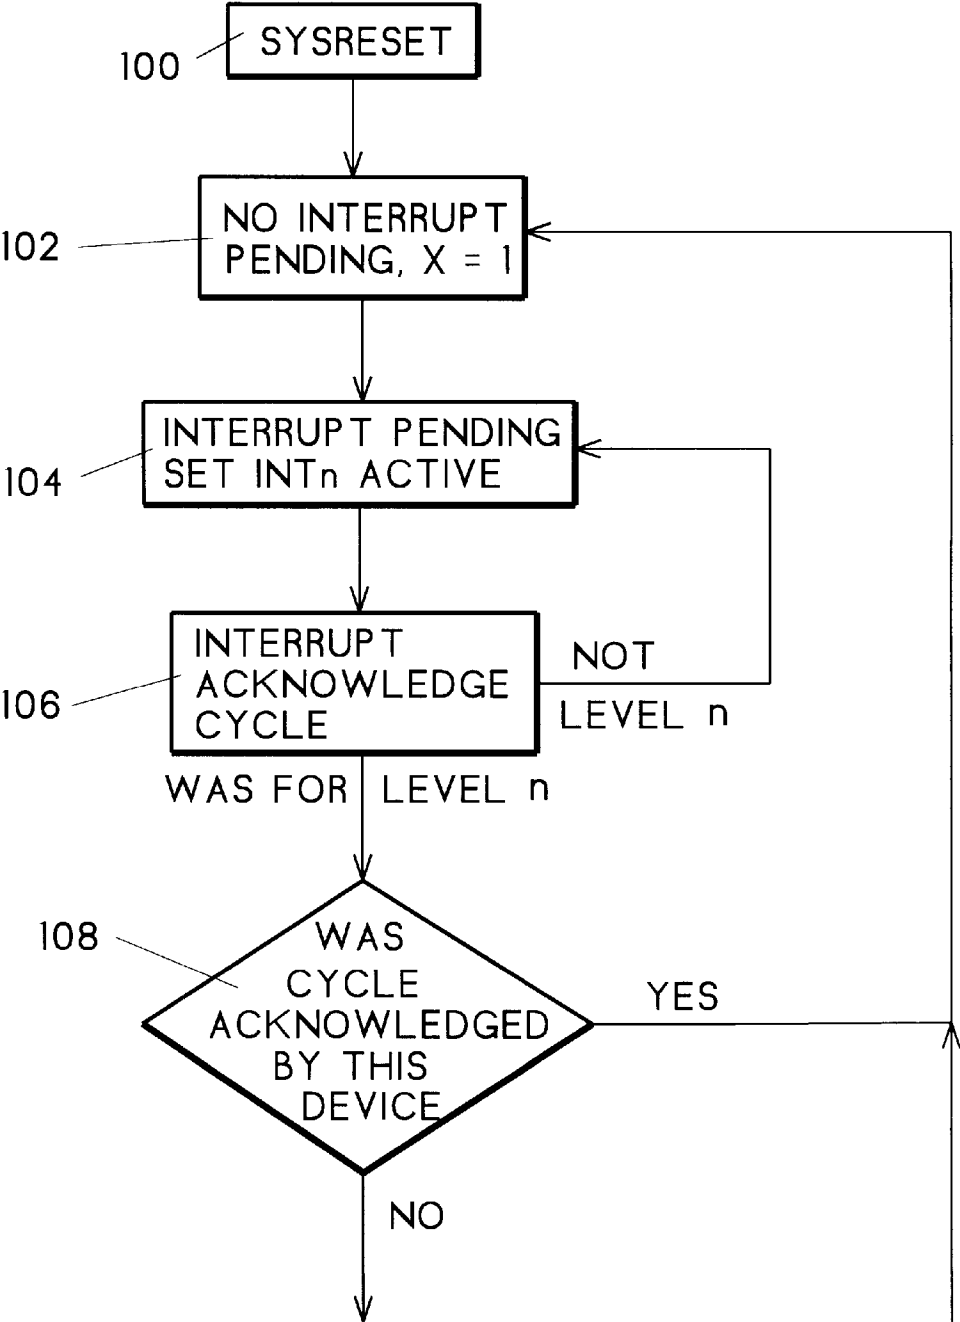 SYSRESET
100
NO INTERRUPT
PENDING, X = 1
102
INTERRUPT PENDING
SET INTn ACTIVE
104
INTERRUPT
ACKNOWLEDGE
CYCLE
106
NOT
LEVEL n
WAS FOR LEVEL n
108
WAS
CYCLE
ACKNOWLEDGED
BY THIS
DEVICE
YES
NO